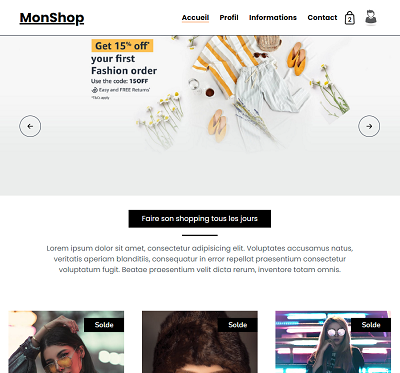 MonShop
Accueil Profil Informations Contact 2
Get 15% off*
your first
Fashion order
Use the code: 15OFF
Easy and FREE Returns*
*T&Cs apply
Faire son shopping tous les jours
Lorem ipsum dolor sit amet, consectetur adipisicing elit. Voluptates accusamus natus,
veritatis aperiam blanditiis, consequatur in error repellat praesentium consectetur
voluptatum fugit. Beatae praesentium velit dicta rerum, inventore totam omnis.
Solde Solde Solde